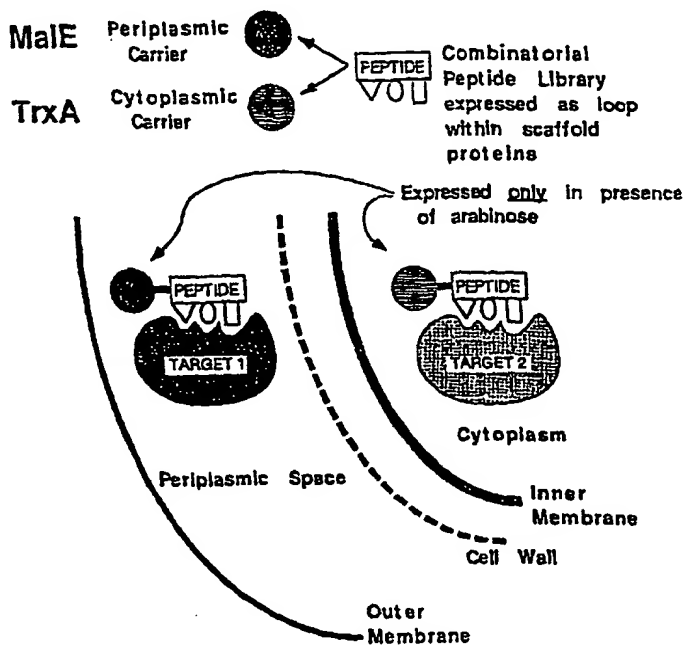 MalE
Periplasmic
Carrier
TrxA
Cytoplasmic
Carrier
PEPTIDE
Combinatorial
Peptide Library
expressed as loop
within scaffold
proteins
Expressed only in presence
of arabinose
PEPTIDE
TARGET 1
PEPTIDE
TARGET 2
Cytoplasm
Periplasmic Space
Inner
Membrane
Cell Wall
Outer
Membrane